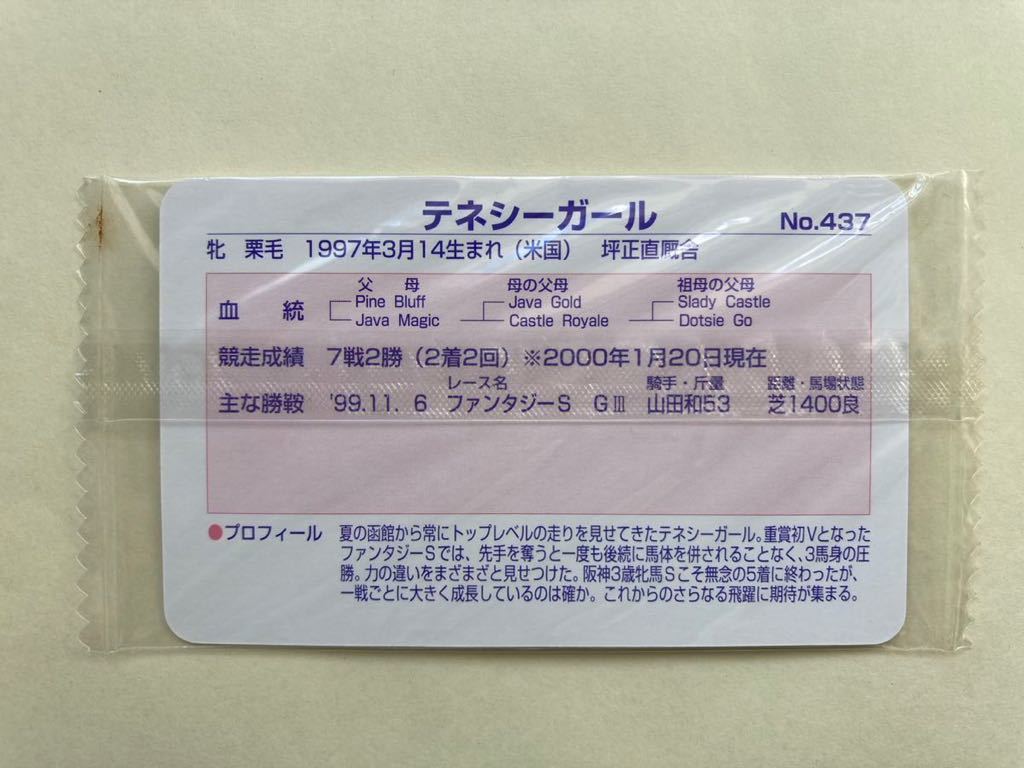 テネシーガール No.437
牝 栗毛 1997年3月14生まれ（米国） 坪正直厩舎
父 母 母の父母 祖母の父母
血 統 Pine Bluff Java Gold Slady Castle
Java Magic Castle Royale Dotsie Go
競走成績 7戦2勝（2着2回）※2000年1月20日現在
レース名 騎手・斤量 距離・馬場状態
主な勝鞍 '99.11. 6 ファンタジーS GⅢ 山田和53 芝1400良
●プロフィール 夏の函館から常にトップレベルの走りを見せてきたテネシーガール。重賞初Vとなった
ファンタジーSでは、先手を奪うと一度も後続に馬体を併されることなく、3馬身の圧
勝。力の違いをまざまざと見せつけた。阪神3歳牝馬Sこそ無念の5着に終わったが、
一戦ごとに大きく成長しているのは確か。これからのさらなる飛躍に期待が集まる。